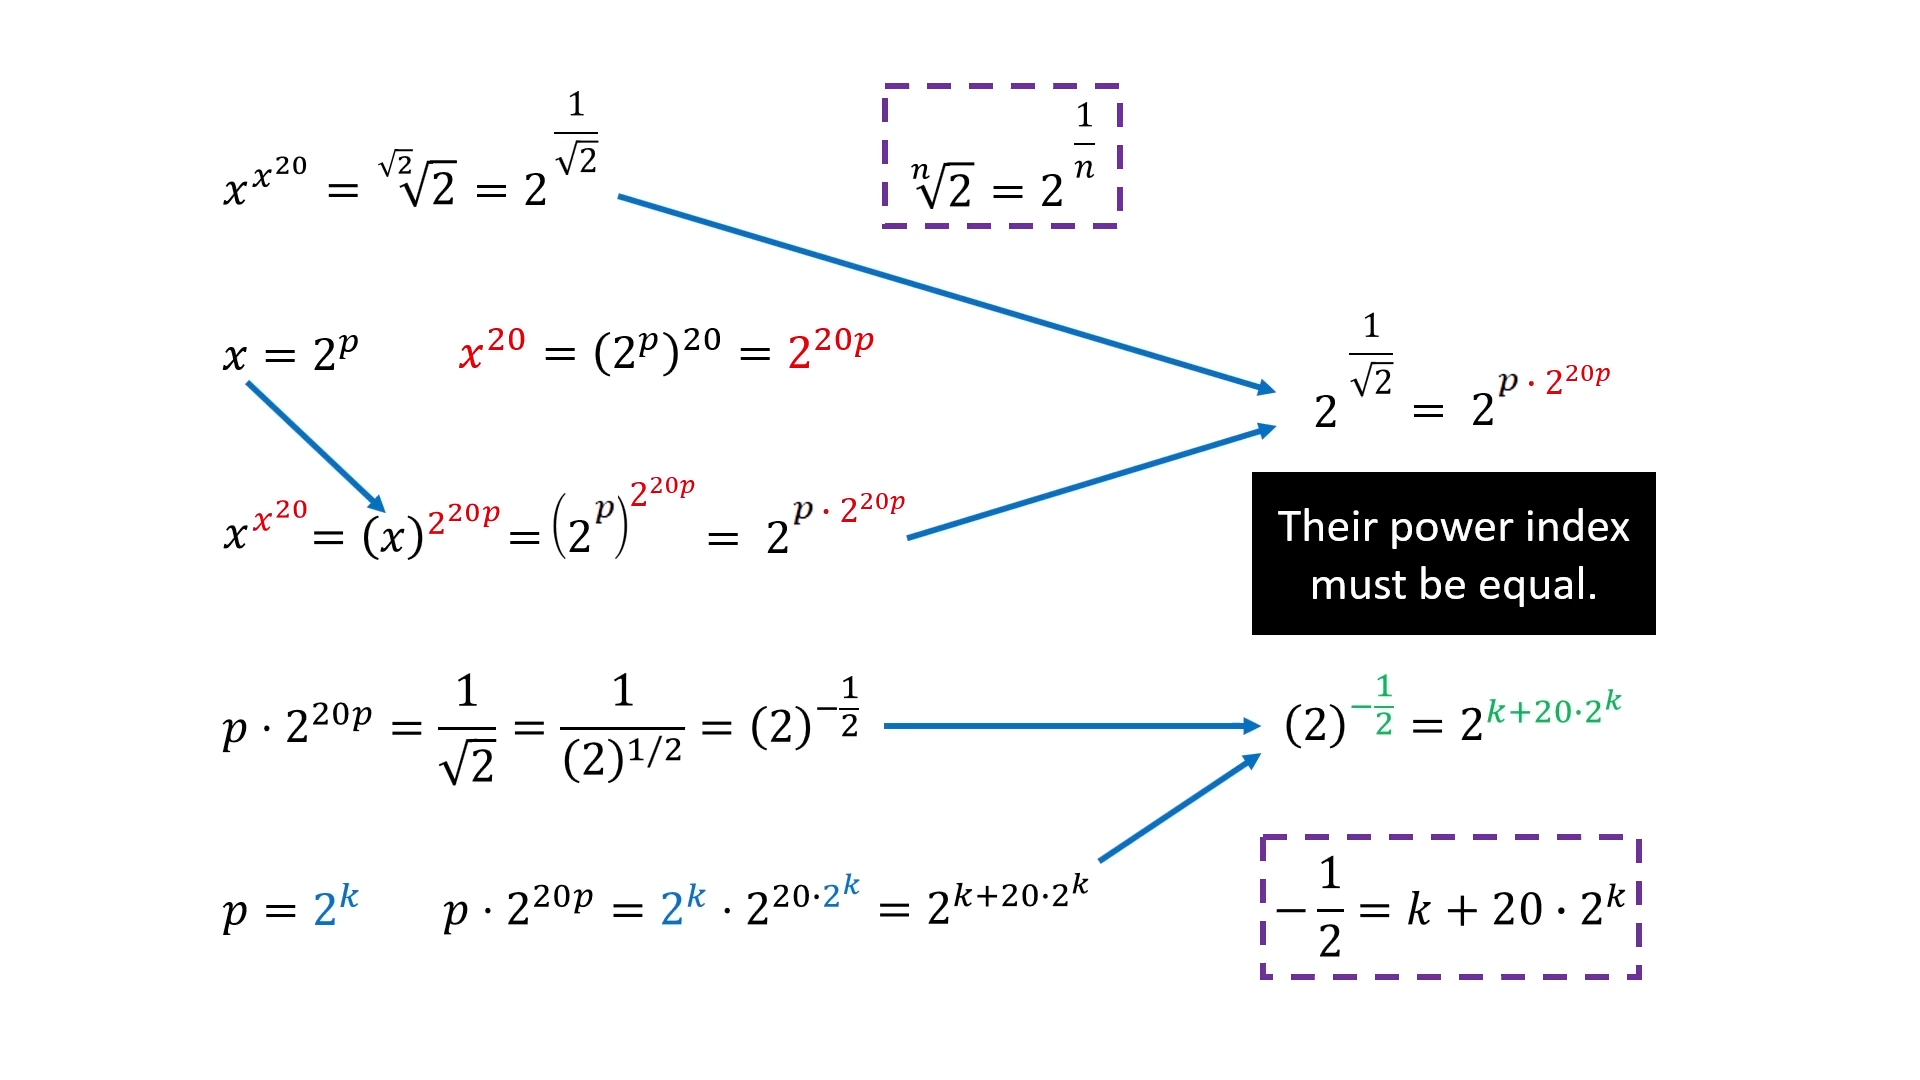 x^{x^{20}} = \sqrt[\sqrt{2}]{2} = 2^{\frac{1}{\sqrt{2}}}
\sqrt[n]{2} = 2^{\frac{1}{n}}
x = 2^p
x^{20} = (2^p)^{20} = 2^{20p}
2^{\frac{1}{\sqrt{2}}} = 2^{p \cdot 2^{20p}}
x^{x^{20}} = (x)^{2^{20p}} = (2^p)^{2^{20p}} = 2^{p \cdot 2^{20p}}
Their power index
must be equal.
p \cdot 2^{20p} = \frac{1}{\sqrt{2}} = \frac{1}{(2)^{1/2}} = (2)^{-\frac{1}{2}}
(2)^{-\frac{1}{2}} = 2^{k+20 \cdot 2^k}
p = 2^k
p \cdot 2^{20p} = 2^k \cdot 2^{20 \cdot 2^k} = 2^{k+20 \cdot 2^k}
-\frac{1}{2} = k + 20 \cdot 2^k